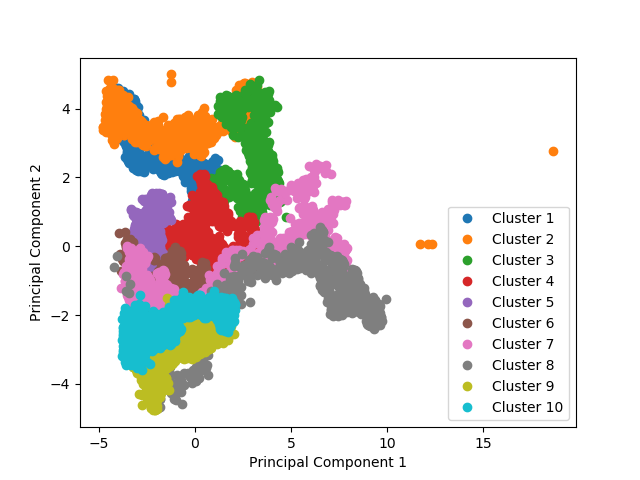 4
2
0
−2
−4
Principal Component 2
−5
0
5
10
15
Principal Component 1
Cluster 1
Cluster 2
Cluster 3
Cluster 4
Cluster 5
Cluster 6
Cluster 7
Cluster 8
Cluster 9
Cluster 10